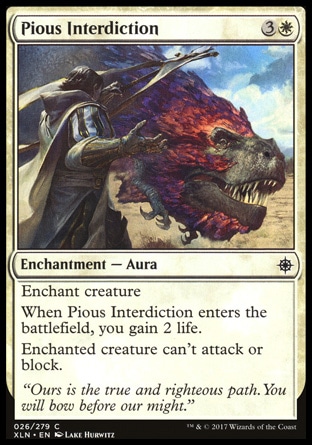 Pious Interdiction 3
Enchantment — Aura
Enchant creature
When Pious Interdiction enters the
battlefield, you gain 2 life.
Enchanted creature can't attack or
block.
"Ours is the true and righteous path. You
will bow before our might."
026/279 C
XLN • EN Lake Hurwitz
™ & © 2017 Wizards of the Coast